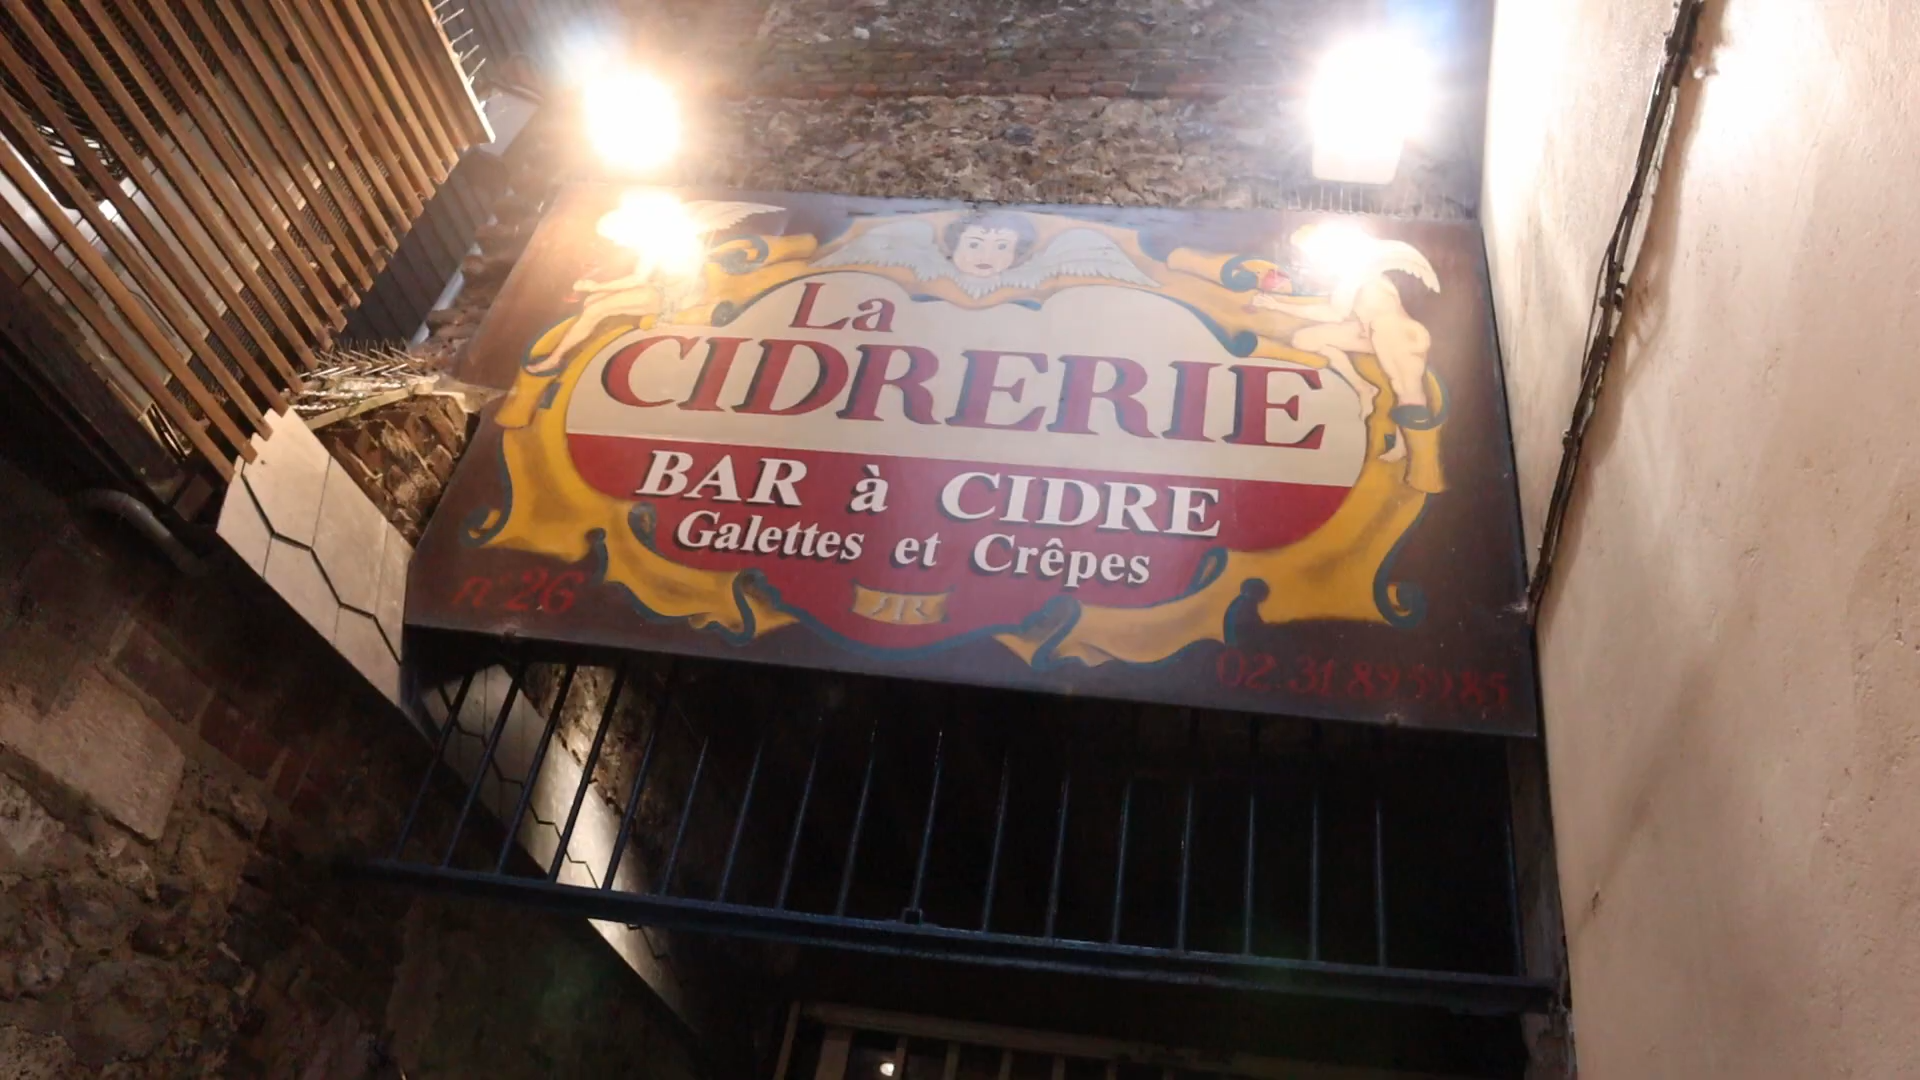 La
CIDRERIE
BAR à CIDRE
Galettes et Crêpes
n°26
02 31 89 59 85